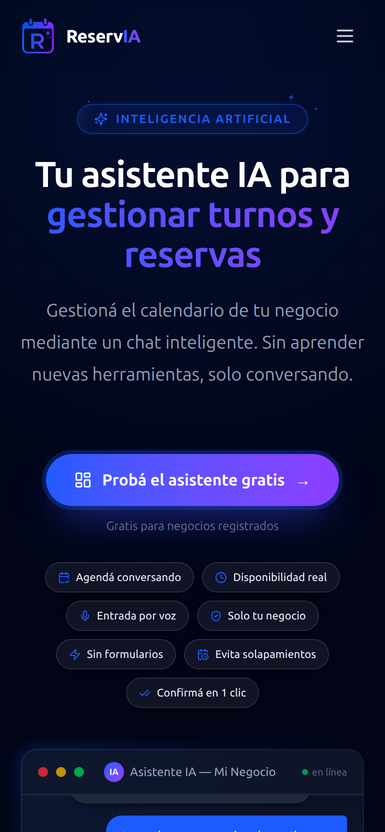 R
ReservIA
INTELIGENCIA ARTIFICIAL
Tu asistente IA para
gestionar turnos y
reservas
Gestioná el calendario de tu negocio
mediante un chat inteligente. Sin aprender
nuevas herramientas, solo conversando.
Probá el asistente gratis →
Gratis para negocios registrados
Agendá conversando
Disponibilidad real
Entrada por voz
Solo tu negocio
Sin formularios
Evita solapamientos
Confirmá en 1 clic
IA Asistente IA — Mi Negocio
en línea